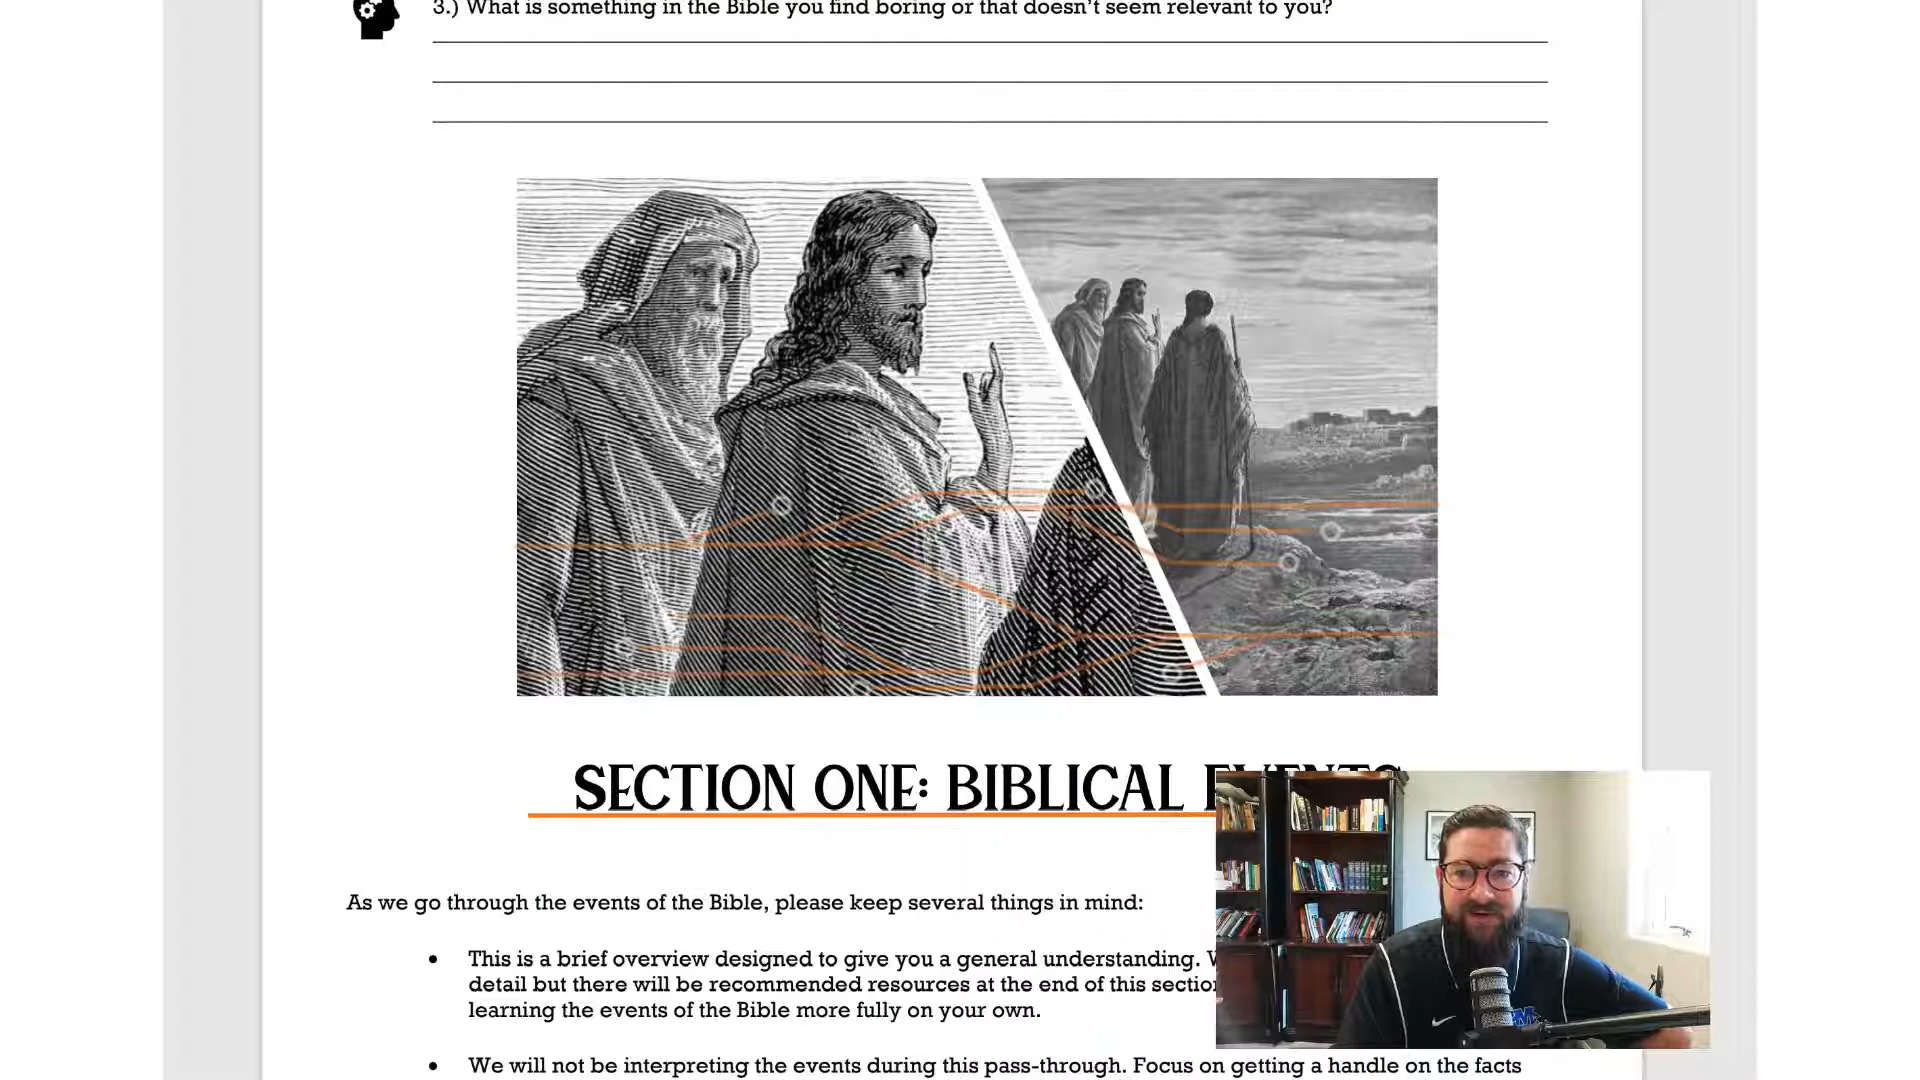 3.) What is something in the Bible you find boring or that doesn't seem relevant to you?
SECTION ONE: BIBLICAL EVENTS
As we go through the events of the Bible, please keep several things in mind:
• This is a brief overview designed to give you a general understanding.
detail but there will be recommended resources at the end of this section
learning the events of the Bible more fully on your own.
• We will not be interpreting the events during this pass-through. Focus on getting a handle on the facts